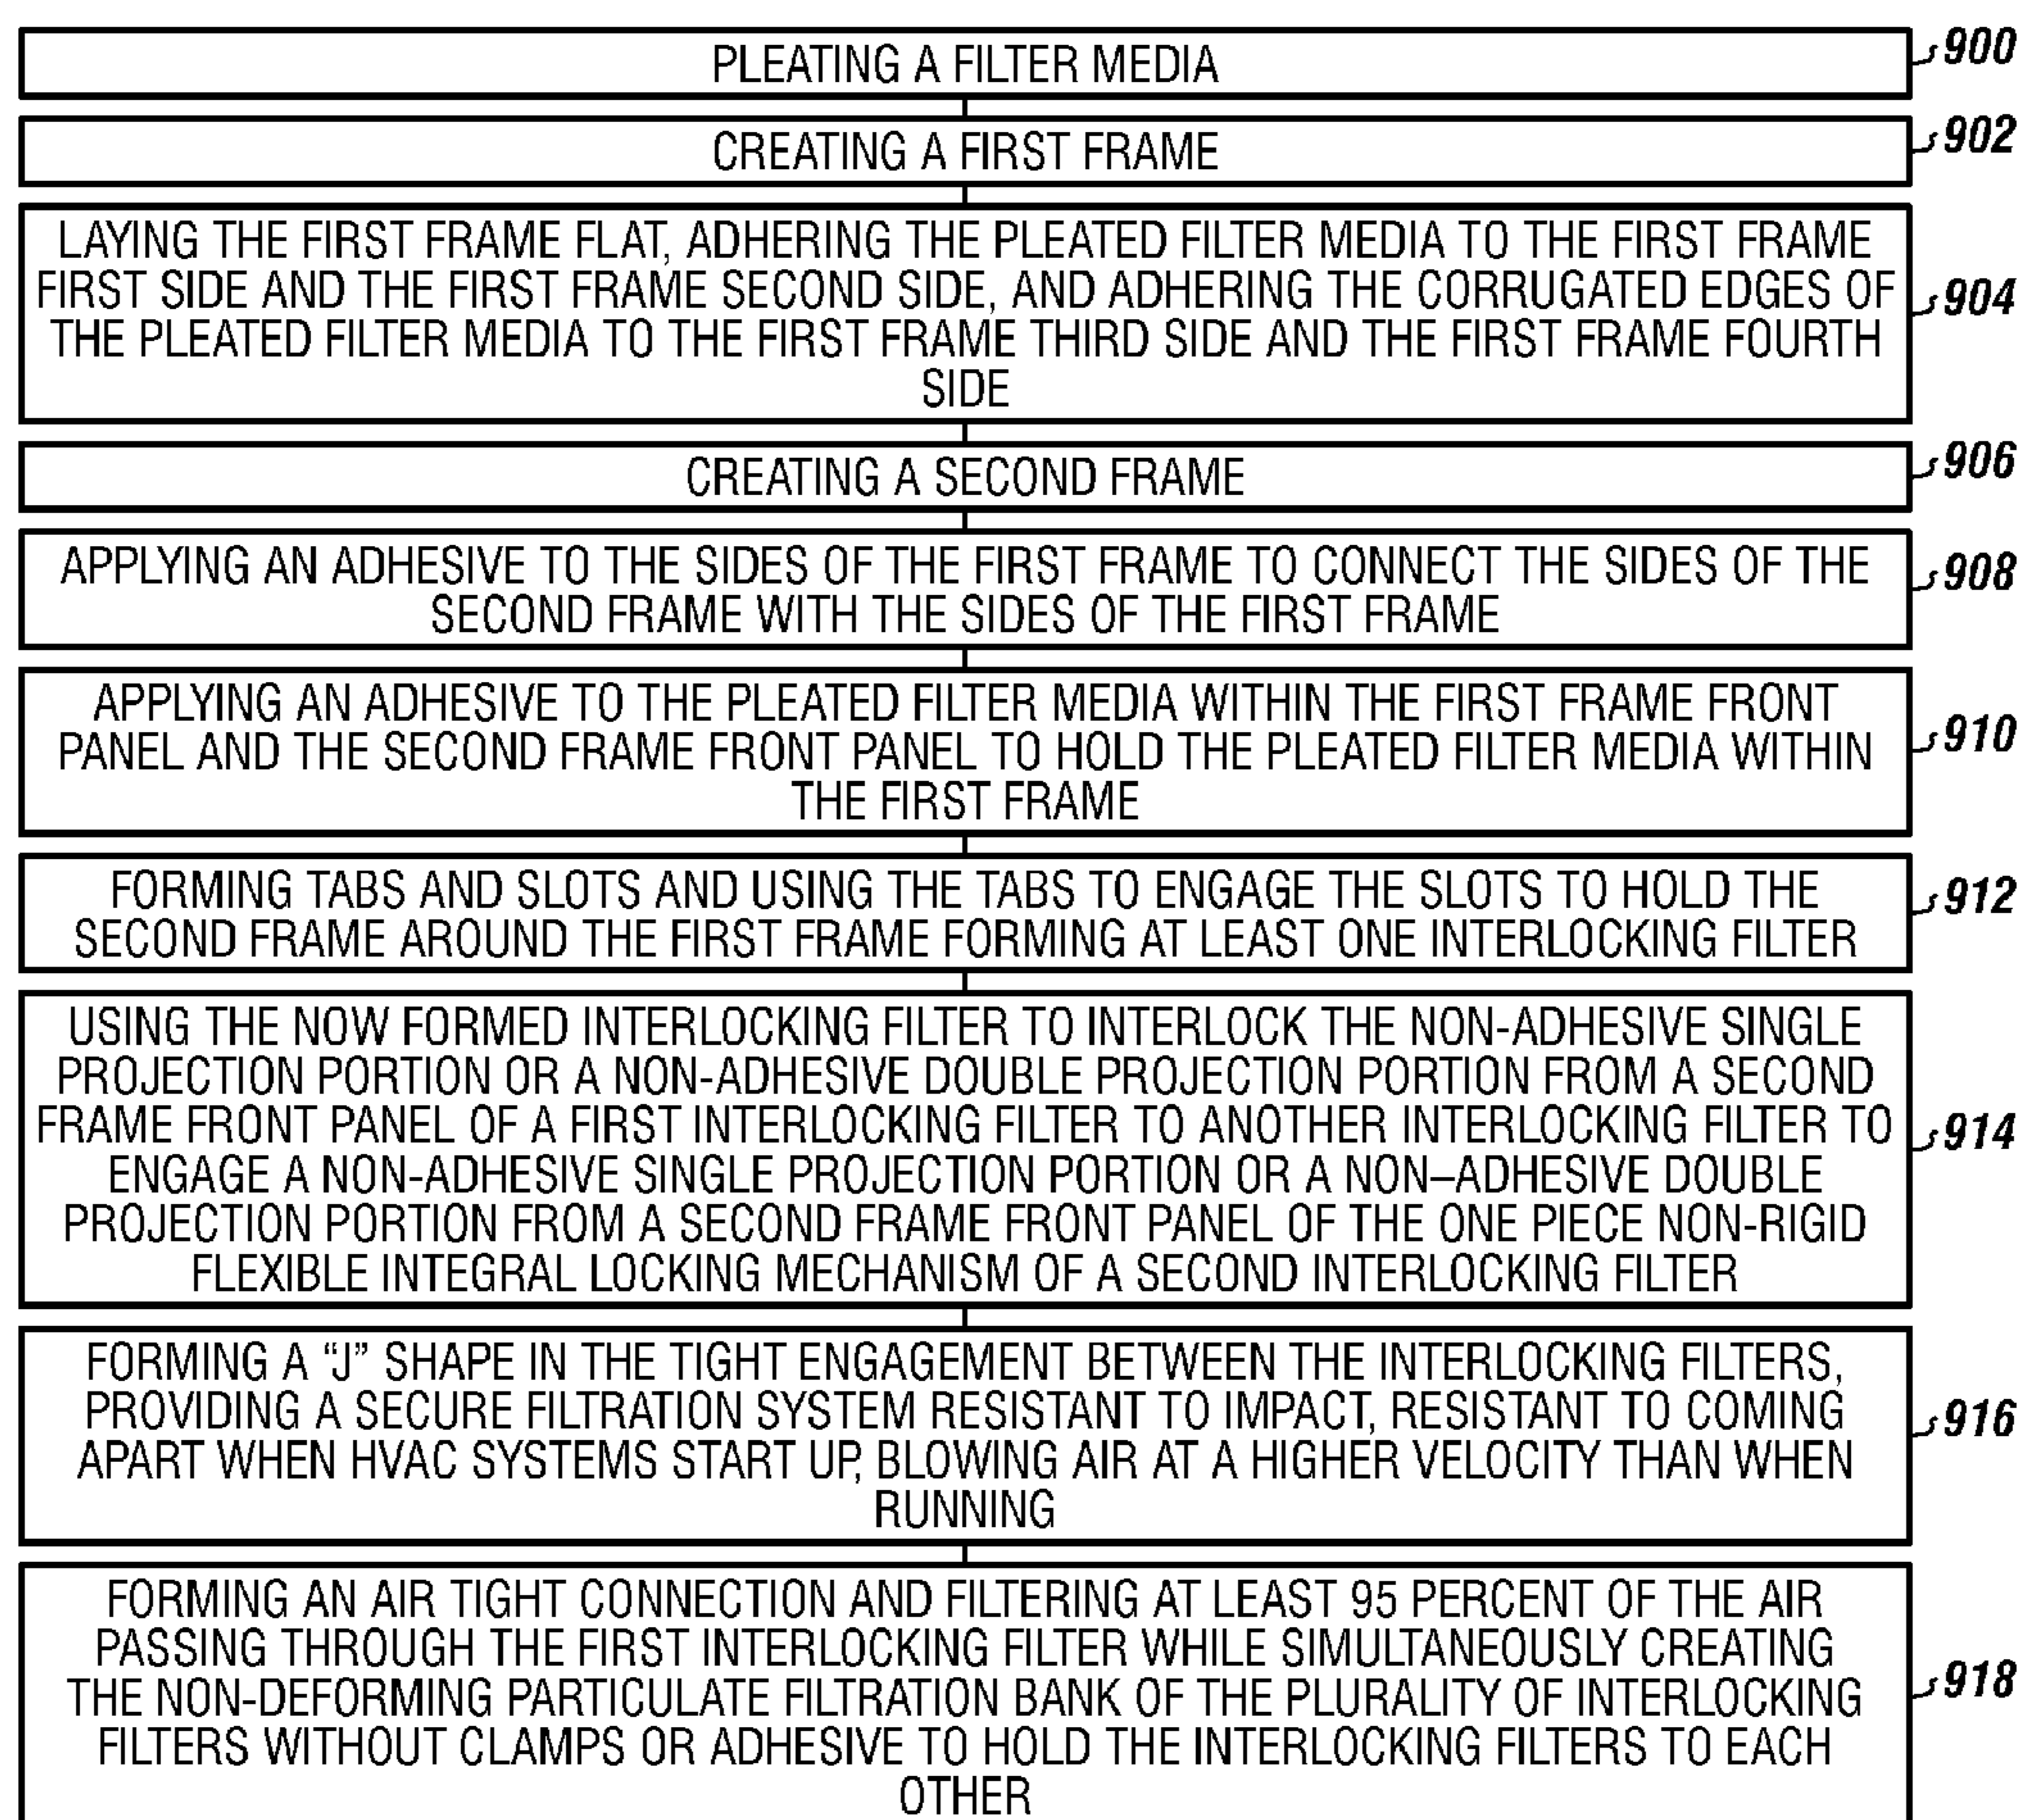 PLEATING A FILTER MEDIA
900
CREATING A FIRST FRAME
902
LAYING THE FIRST FRAME FLAT, ADHERING THE PLEATED FILTER MEDIA TO THE FIRST FRAME
FIRST SIDE AND THE FIRST FRAME SECOND SIDE, AND ADHERING THE CORRUGATED EDGES OF
THE PLEATED FILTER MEDIA TO THE FIRST FRAME THIRD SIDE AND THE FIRST FRAME FOURTH
SIDE
904
CREATING A SECOND FRAME
906
APPLYING AN ADHESIVE TO THE SIDES OF THE FIRST FRAME TO CONNECT THE SIDES OF THE
SECOND FRAME WITH THE SIDES OF THE FIRST FRAME
908
APPLYING AN ADHESIVE TO THE PLEATED FILTER MEDIA WITHIN THE FIRST FRAME FRONT
PANEL AND THE SECOND FRAME FRONT PANEL TO HOLD THE PLEATED FILTER MEDIA WITHIN
THE FIRST FRAME
910
FORMING TABS AND SLOTS AND USING THE TABS TO ENGAGE THE SLOTS TO HOLD THE
SECOND FRAME AROUND THE FIRST FRAME FORMING AT LEAST ONE INTERLOCKING FILTER
912
USING THE NOW FORMED INTERLOCKING FILTER TO INTERLOCK THE NON-ADHESIVE SINGLE
PROJECTION PORTION OR A NON-ADHESIVE DOUBLE PROJECTION PORTION FROM A SECOND
FRAME FRONT PANEL OF A FIRST INTERLOCKING FILTER TO ANOTHER INTERLOCKING FILTER TO
ENGAGE A NON-ADHESIVE SINGLE PROJECTION PORTION OR A NON–ADHESIVE DOUBLE
PROJECTION PORTION FROM A SECOND FRAME FRONT PANEL OF THE ONE PIECE NON-RIGID
FLEXIBLE INTEGRAL LOCKING MECHANISM OF A SECOND INTERLOCKING FILTER
914
FORMING A “J” SHAPE IN THE TIGHT ENGAGEMENT BETWEEN THE INTERLOCKING FILTERS,
PROVIDING A SECURE FILTRATION SYSTEM RESISTANT TO IMPACT, RESISTANT TO COMING
APART WHEN HVAC SYSTEMS START UP, BLOWING AIR AT A HIGHER VELOCITY THAN WHEN
RUNNING
916
FORMING AN AIR TIGHT CONNECTION AND FILTERING AT LEAST 95 PERCENT OF THE AIR
PASSING THROUGH THE FIRST INTERLOCKING FILTER WHILE SIMULTANEOUSLY CREATING
THE NON-DEFORMING PARTICULATE FILTRATION BANK OF THE PLURALITY OF INTERLOCKING
FILTERS WITHOUT CLAMPS OR ADHESIVE TO HOLD THE INTERLOCKING FILTERS TO EACH
OTHER
918